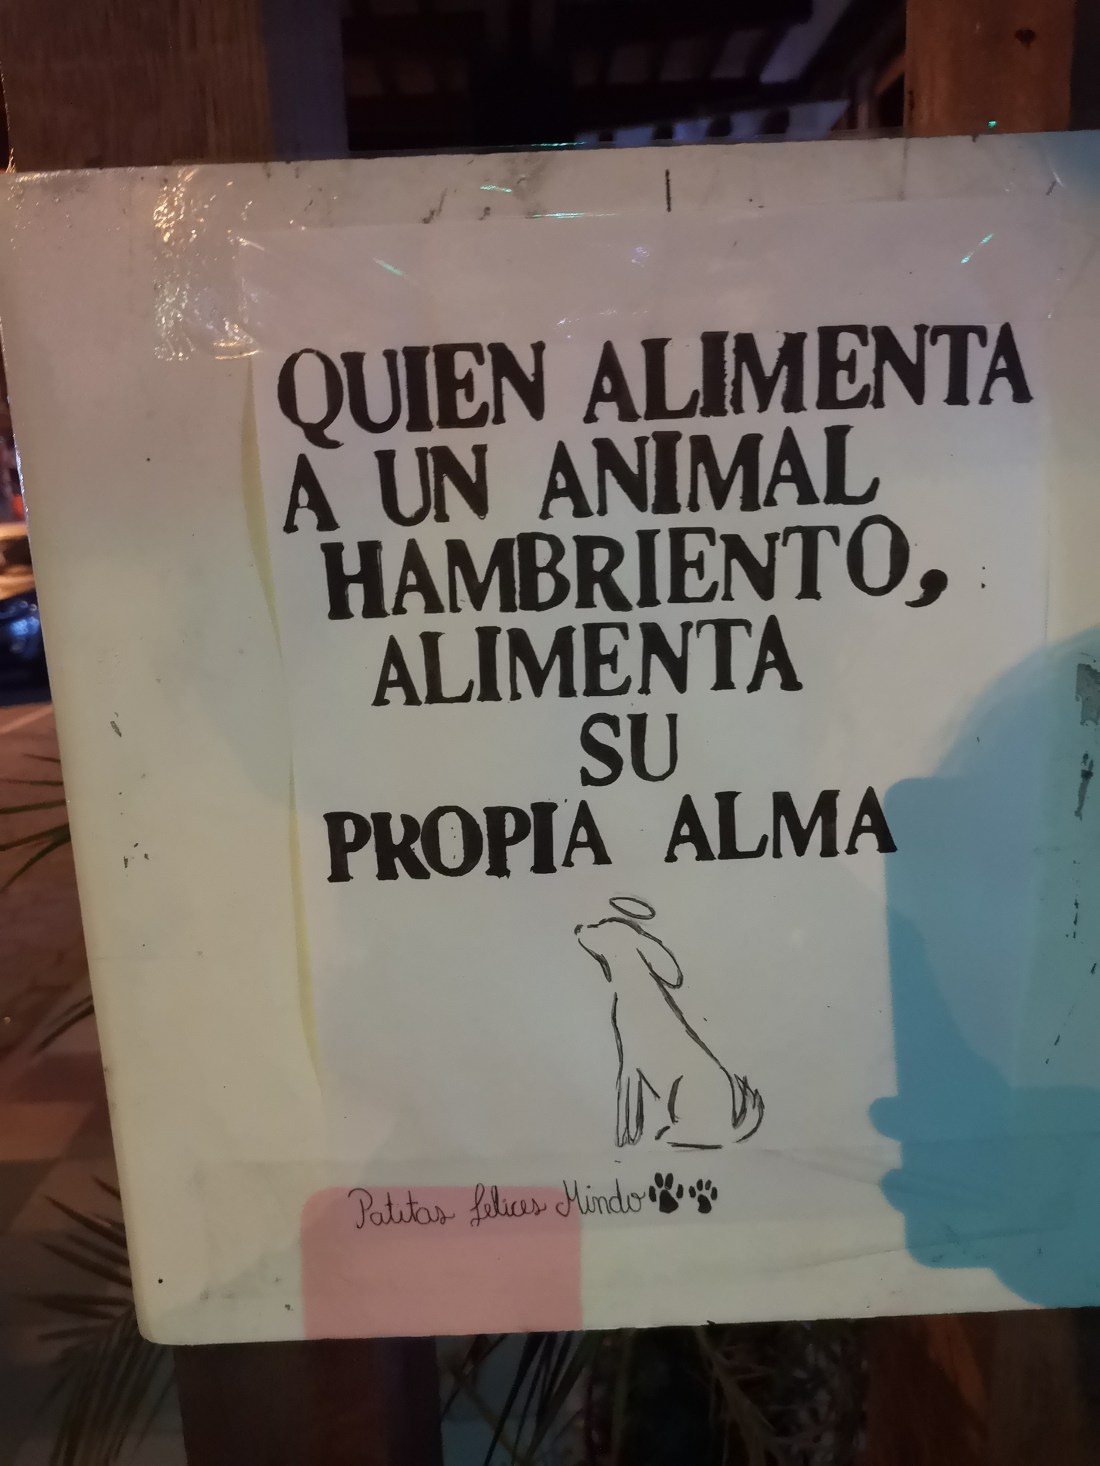 QUIEN ALIMENTA
A UN ANIMAL
HAMBRIENTO,
ALIMENTA
SU
PROPIA ALMA
Patitas felices Mindo